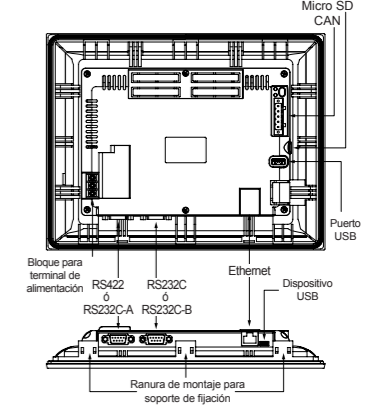 Micro SD
CAN
Puerto
USB
Bloque para
terminal de
alimentación
RS422
ó
RS232C-A
RS232C
ó
RS232C-B
Ethernet
Dispositivo
USB
Ranura de montaje para
soporte de fijación